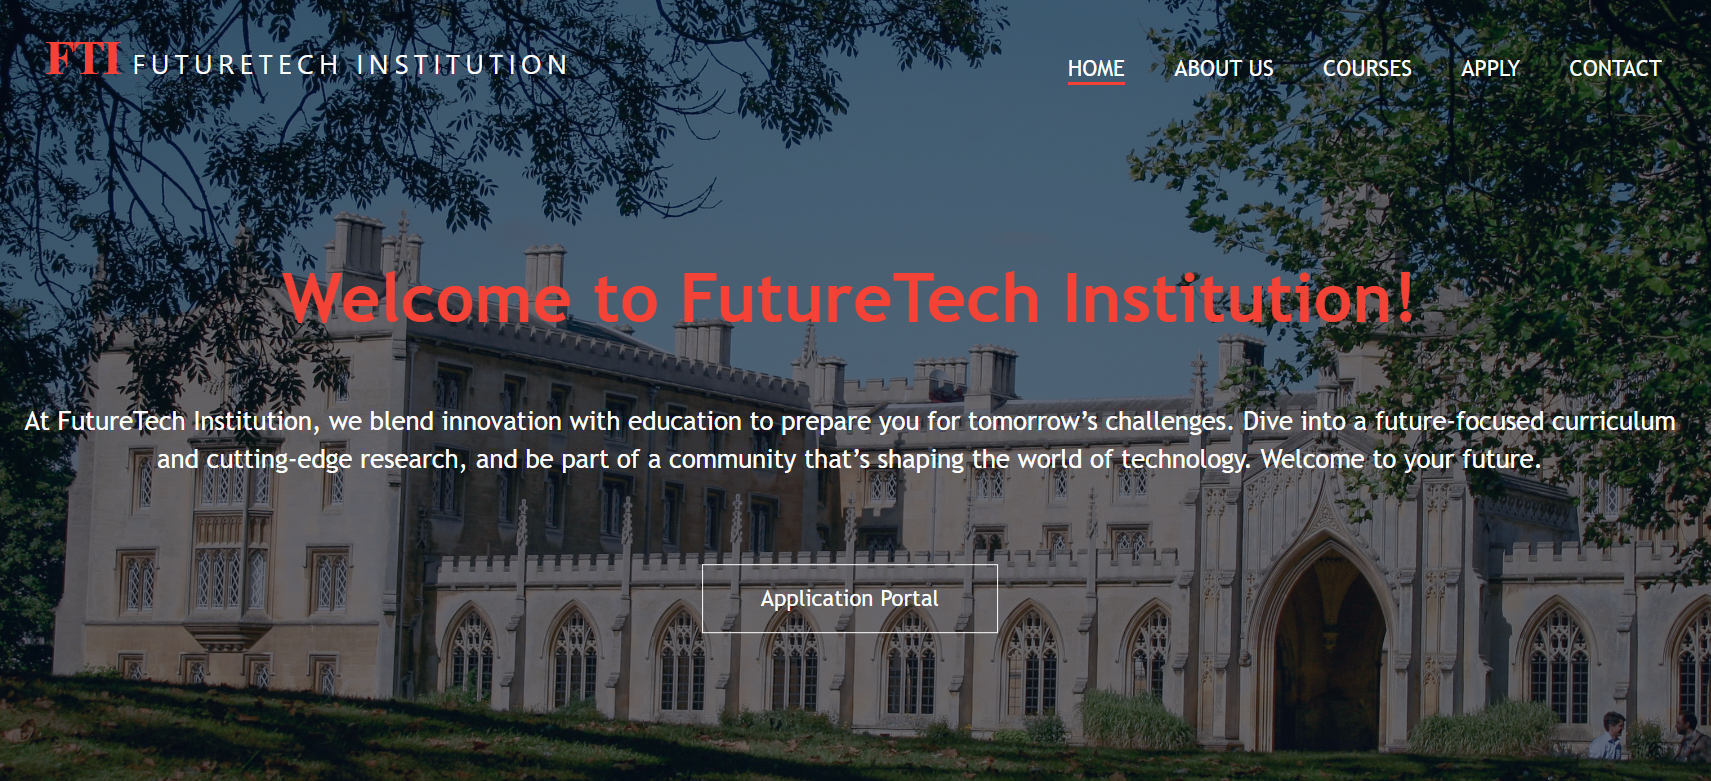 FTI FUTURETECH INSTITUTION
HOME ABOUT US COURSES APPLY CONTACT
Welcome to FutureTech Institution!
At FutureTech Institution, we blend innovation with education to prepare you for tomorrow’s challenges. Dive into a future-focused curriculum
and cutting-edge research, and be part of a community that’s shaping the world of technology. Welcome to your future.
Application Portal